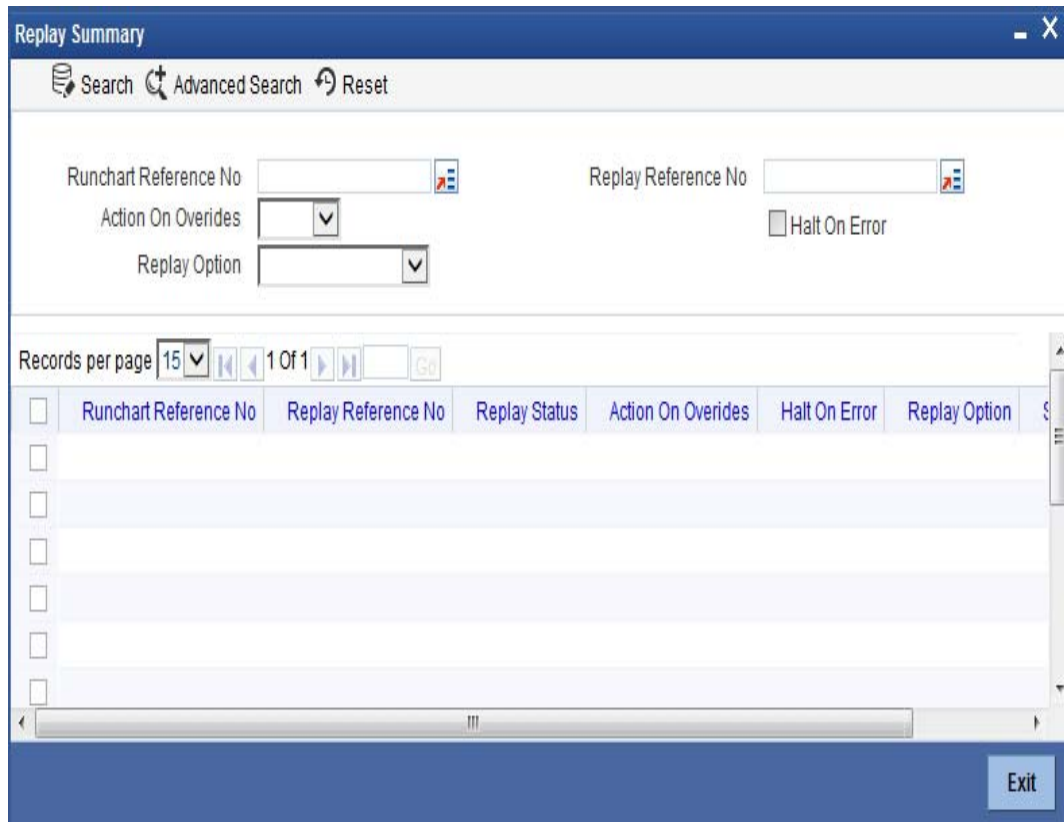 Replay Summary
Search Advanced Search Reset
Runchart Reference No Replay Reference No
Action On Overides Halt On Error
Replay Option
Records per page 15 1 Of 1 Go
Runchart Reference No Replay Reference No Replay Status Action On Overides Halt On Error Replay Option S
Exit